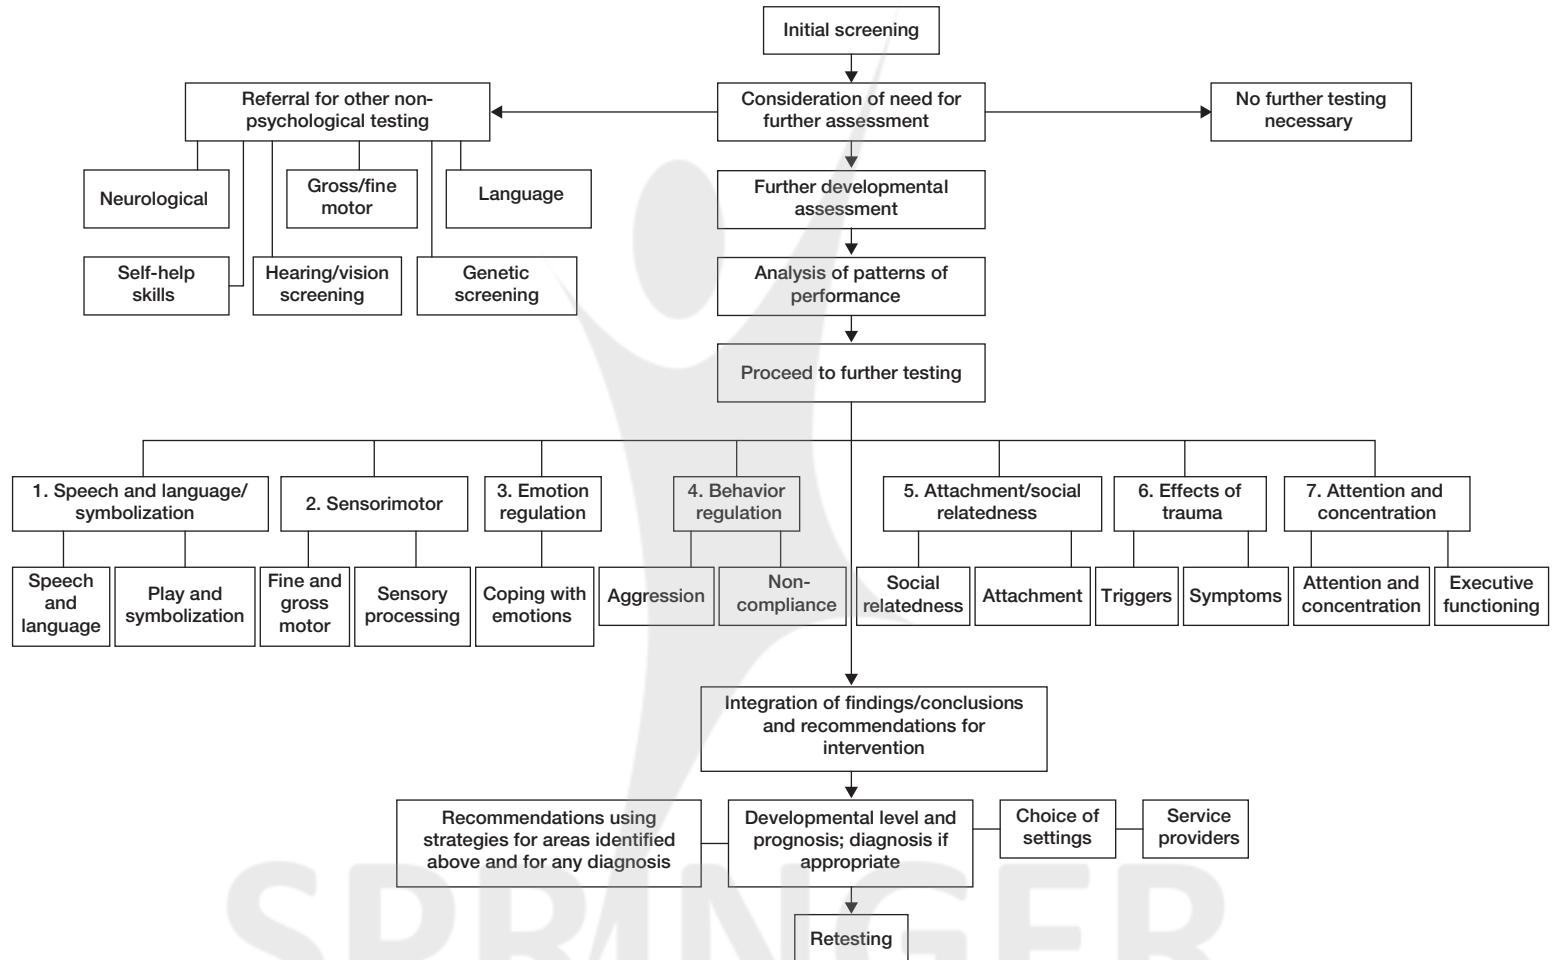 Initial screening
Referral for other non-
psychological testing
Consideration of need for
further assessment
No further testing
necessary
Neurological
Gross/fine
motor
Language
Further developmental
assessment
Self-help
skills
Hearing/vision
screening
Genetic
screening
Analysis of patterns of
performance
Proceed to further testing
1. Speech and language/
symbolization
2. Sensorimotor
3. Emotion
regulation
4. Behavior
regulation
5. Attachment/social
relatedness
6. Effects of
trauma
7. Attention and
concentration
Speech
and
language
Play and
symbolization
Fine and
gross
motor
Sensory
processing
Coping with
emotions
Aggression
Non-
compliance
Social
relatedness
Attachment
Triggers
Symptoms
Attention and
concentration
Executive
functioning
Integration of findings/conclusions
and recommendations for
intervention
Recommendations using
strategies for areas identified
above and for any diagnosis
Developmental level and
prognosis; diagnosis if
appropriate
Choice of
settings
Service
providers
Retesting
SPRINGER